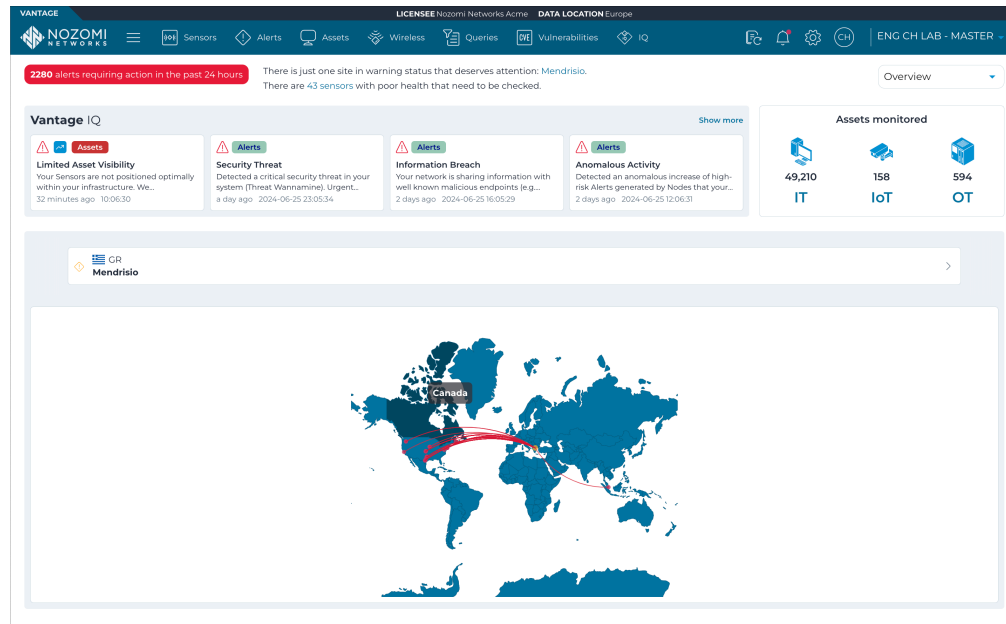 VANTAGE
LICENSEE Nozomi Networks Acme DATA LOCATION Europe
NOZOMI
NETWORKS
Sensors
Alerts
Assets
Wireless
Queries
CVE Vulnerabilities
IQ
CH
ENG CH LAB - MASTER
2280 alerts requiring action in the past 24 hours
There is just one site in warning status that deserves attention: Mendrisio.
There are 43 sensors with poor health that need to be checked.
Overview
Vantage IQ
Show more
Assets
Limited Asset Visibility
Your Sensors are not positioned optimally
within your infrastructure. We...
32 minutes ago 10:06:30
Alerts
Security Threat
Detected a critical security threat in your
system (Threat Wannamine). Urgent...
a day ago 2024-06-25 23:05:34
Alerts
Information Breach
Your network is sharing information with
well known malicious endpoints (e.g....
2 days ago 2024-06-25 16:05:29
Alerts
Anomalous Activity
Detected an anomalous increase of high-
risk Alerts generated by Nodes that your...
2 days ago 2024-06-25 12:06:31
Assets monitored
49,210
IT
158
IoT
594
OT
GR
Mendrisio
Canada